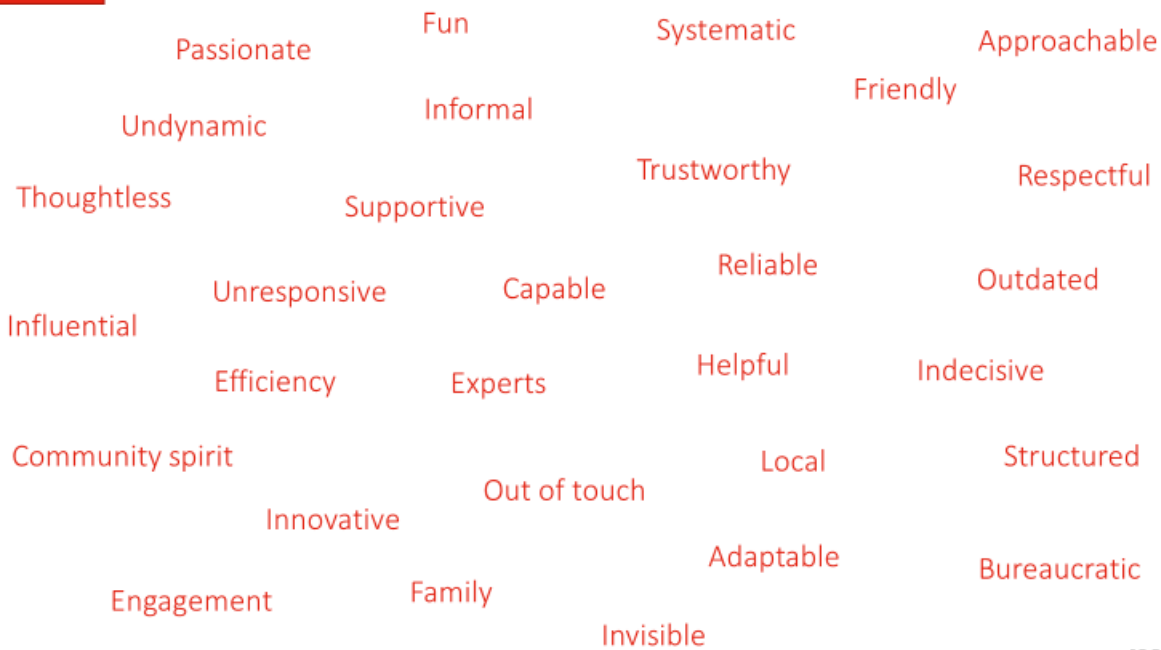 Fun
Systematic
Approachable
Passionate
Friendly
Informal
Undynamic
Trustworthy
Respectful
Thoughtless
Supportive
Reliable
Outdated
Unresponsive
Capable
Influential
Helpful
Indecisive
Efficiency
Experts
Community spirit
Local
Structured
Out of touch
Innovative
Adaptable
Bureaucratic
Engagement
Family
Invisible